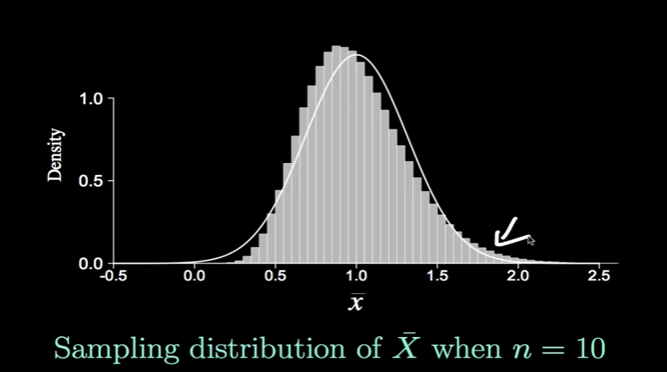 Density
1.0
0.5
0.0
-0.5 0.0 0.5 1.0 1.5 2.0 2.5
x̅
Sampling distribution of X̄ when n = 10